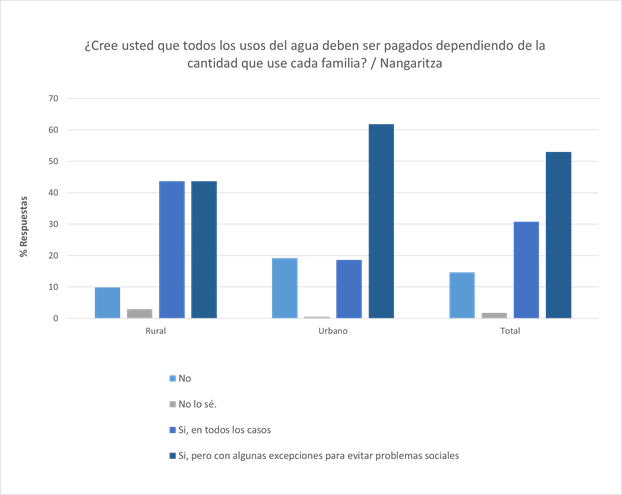 ¿Cree usted que todos los usos del agua deben ser pagados dependiendo de la
cantidad que use cada familia? / Nangaritza
70
60
50
40
30
20
10
0
% Respuestas
Rural
Urbano
Total
No
No lo sé.
Si, en todos los casos
Si, pero con algunas excepciones para evitar problemas sociales